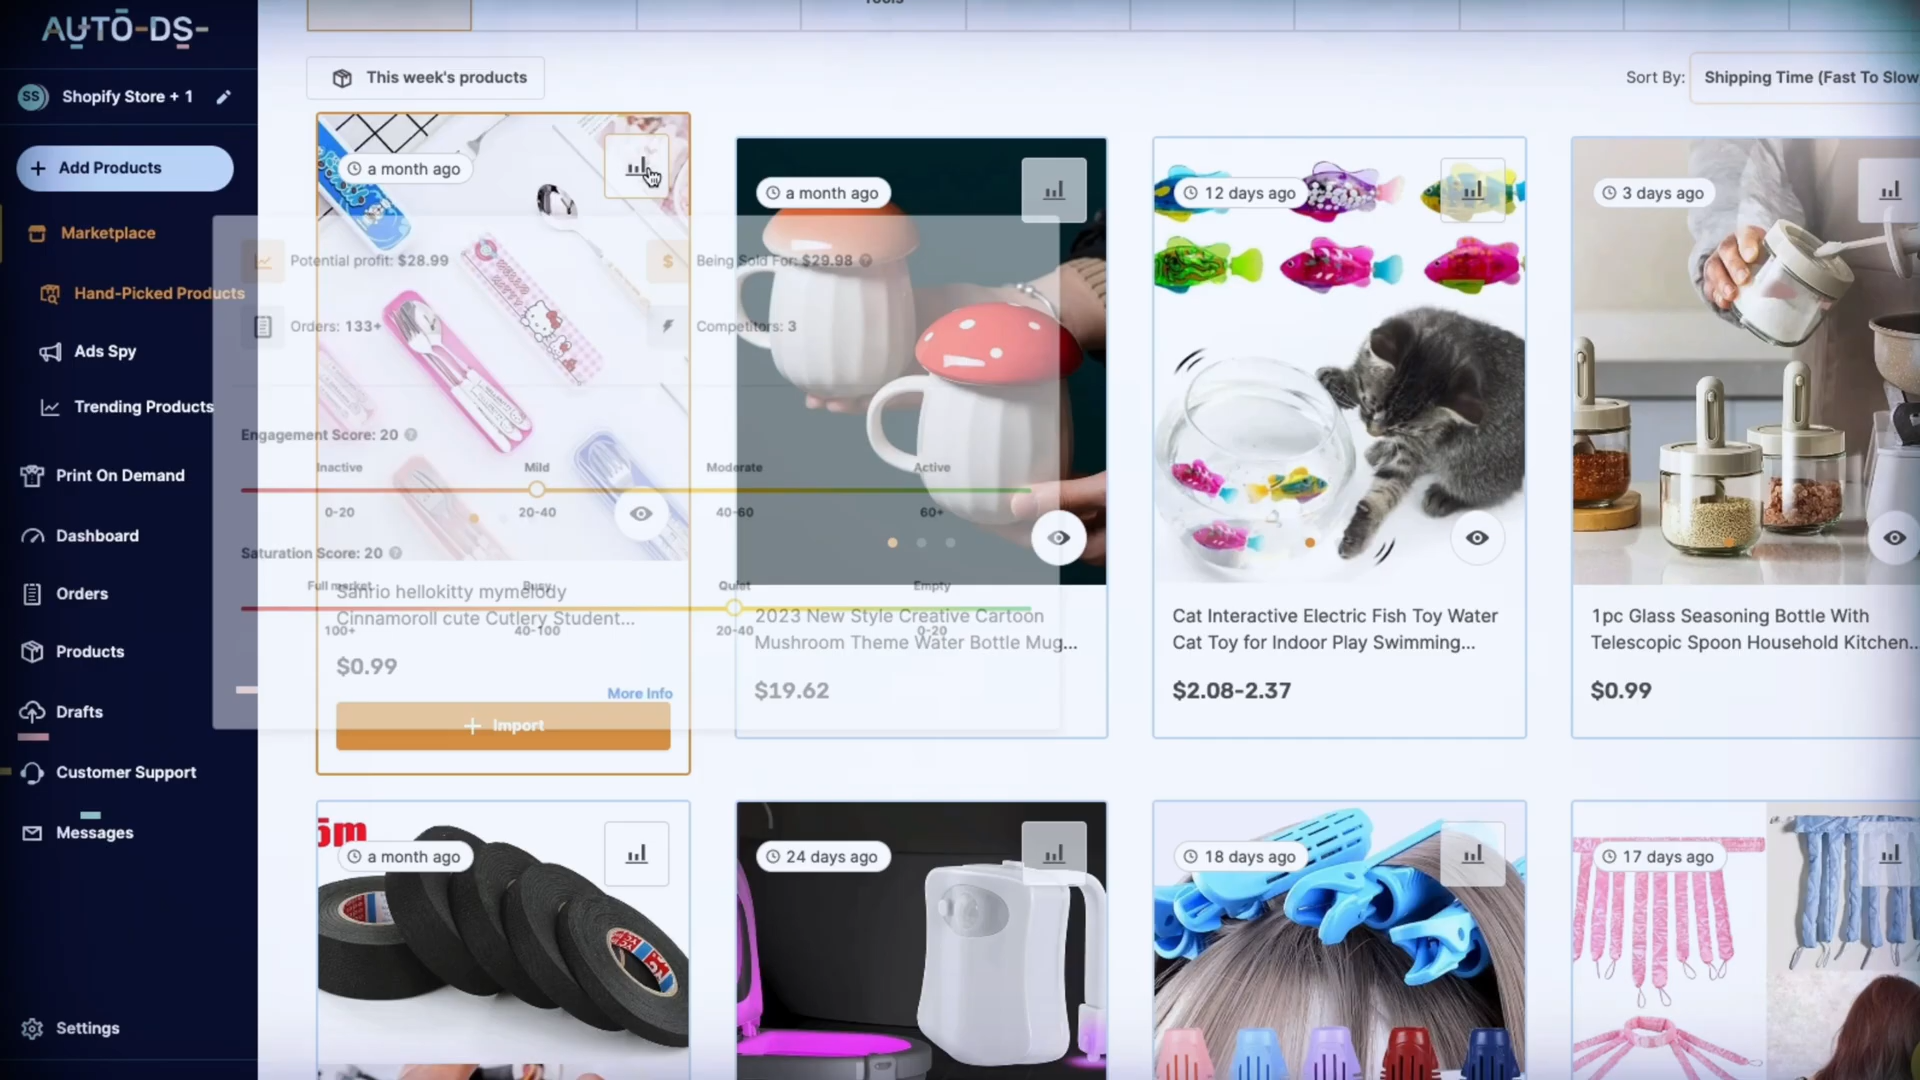 AUTO-DS-
Tools
Shopify Store + 1
Add Products
Marketplace
Hand-Picked Products
Ads Spy
Trending Products
Print On Demand
Dashboard
Orders
Products
Drafts
Customer Support
Messages
Settings
This week's products
Sort By: Shipping Time (Fast To Slow
a month ago
a month ago
12 days ago
3 days ago
Potential profit: $28.99
Being Sold For: $29.98
Orders: 133+
Competitors: 3
Engagement Score: 20
Inactive Mild Moderate Active
0-20 20-40 40-60 60+
Saturation Score: 20
Full market Busy Quiet Empty
100+ 40-100 20-40 0-20
Sanrio hellokitty mymelody
Cinnamoroll cute Cutlery Student...
$0.99
More Info
Import
2023 New Style Creative Cartoon
Mushroom Theme Water Bottle Mug...
$19.62
Cat Interactive Electric Fish Toy Water
Cat Toy for Indoor Play Swimming...
$2.08-2.37
1pc Glass Seasoning Bottle With
Telescopic Spoon Household Kitchen...
$0.99
a month ago
24 days ago
18 days ago
17 days ago